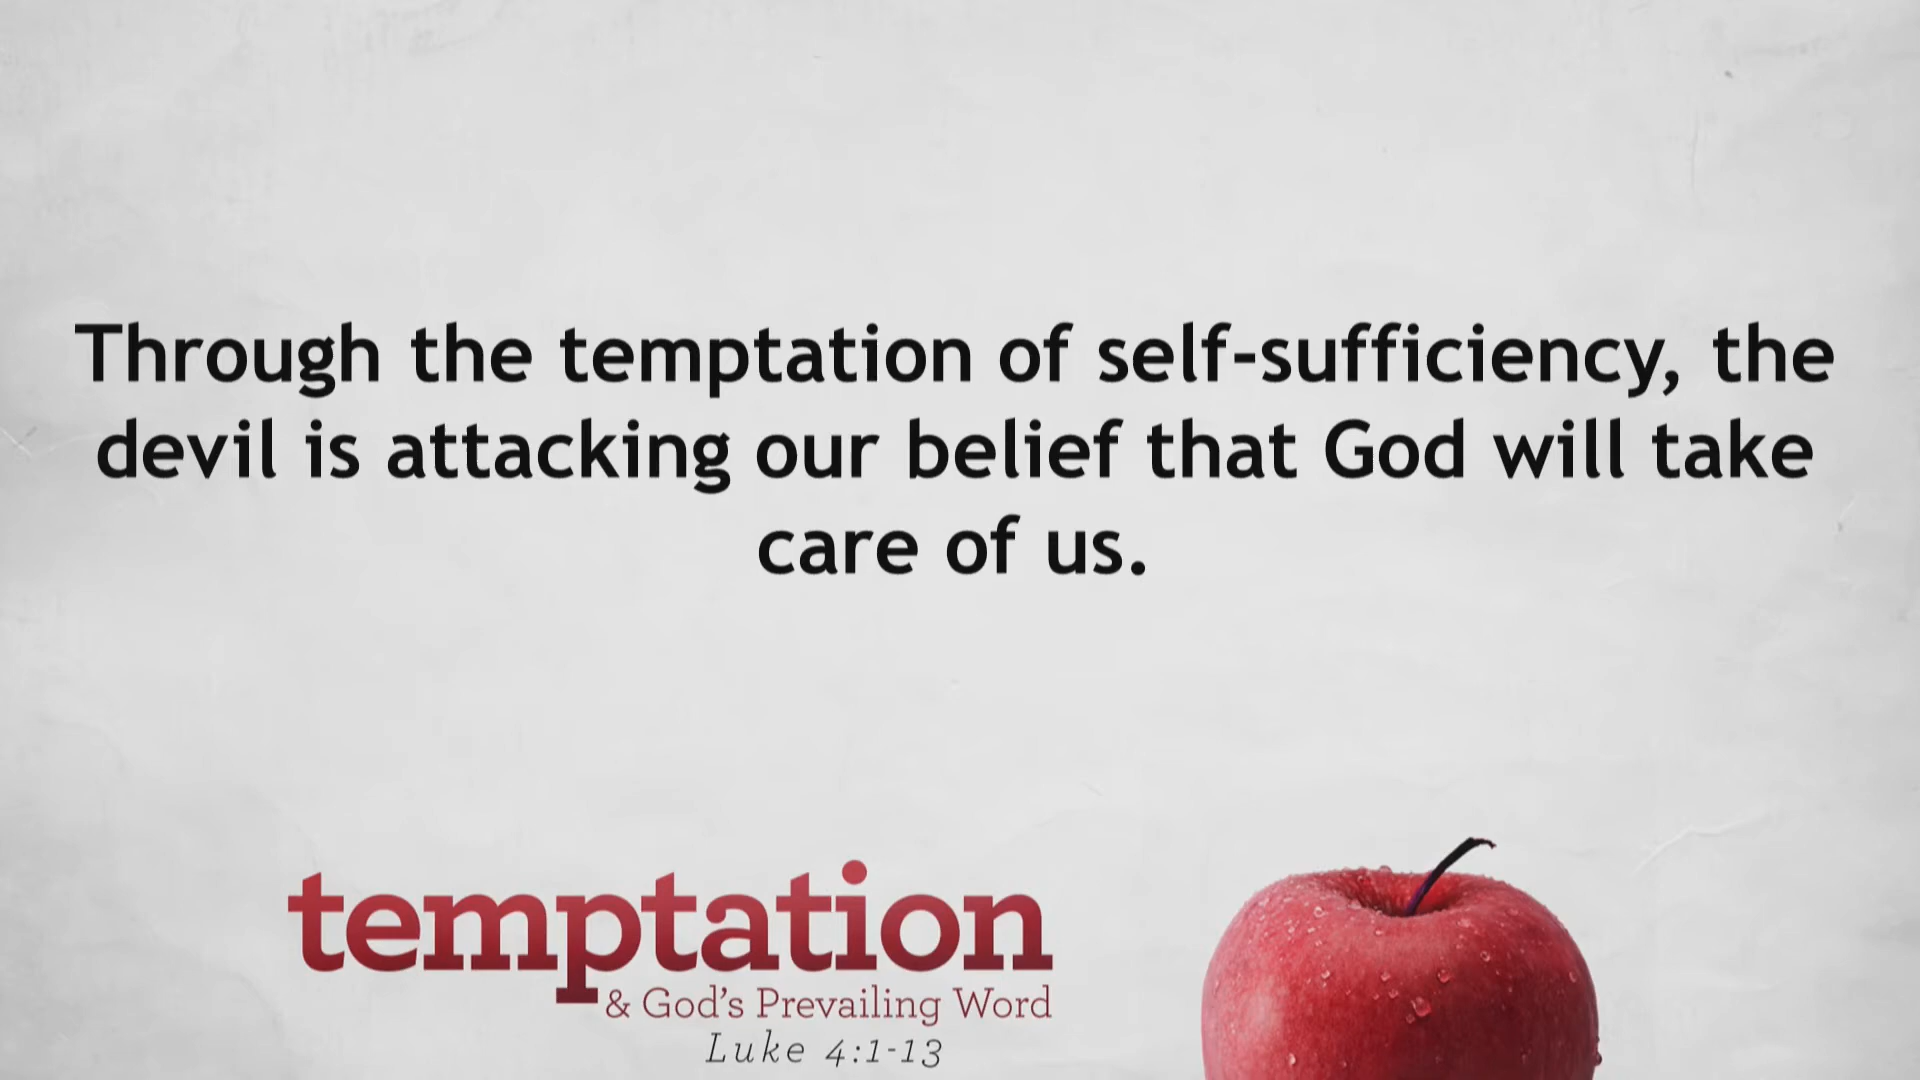 Through the temptation of self-sufficiency, the
devil is attacking our belief that God will take
care of us.
temptation
& God's Prevailing Word
Luke 4:1-13